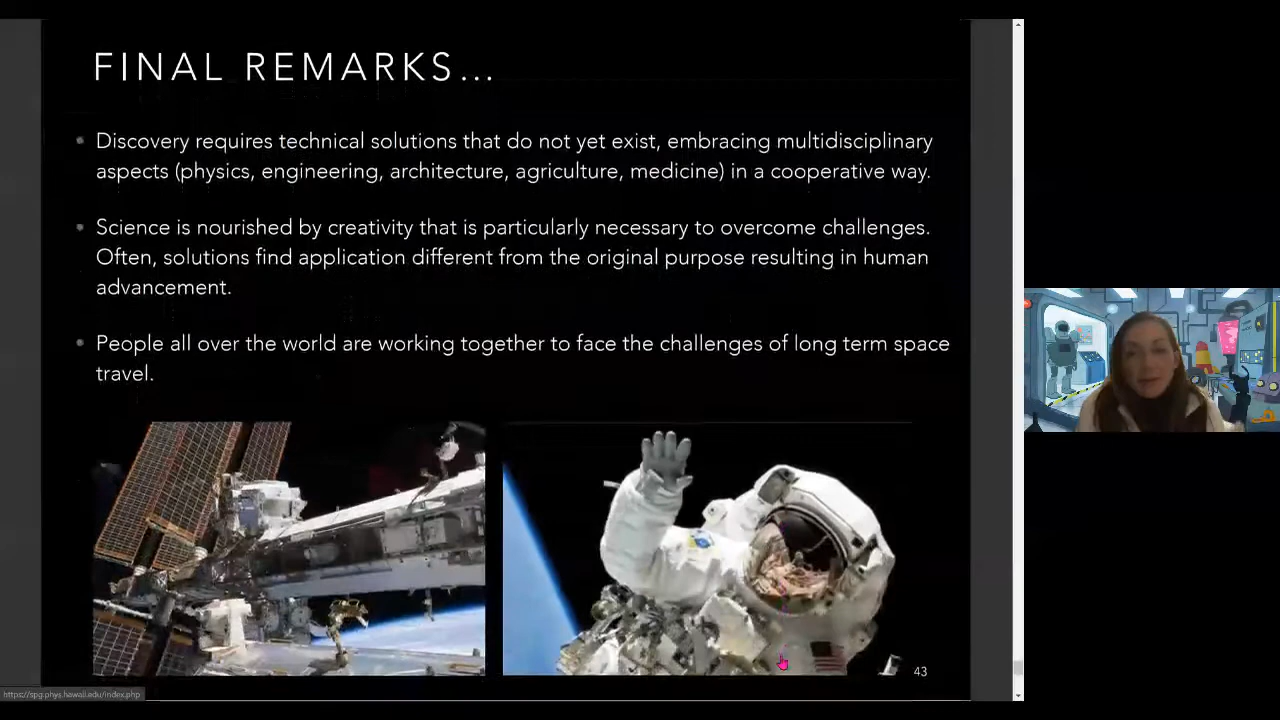 FINAL REMARKS...
Discovery requires technical solutions that do not yet exist, embracing multidisciplinary
aspects (physics, engineering, architecture, agriculture, medicine) in a cooperative way.
Science is nourished by creativity that is particularly necessary to overcome challenges.
Often, solutions find application different from the original purpose resulting in human
advancement.
People all over the world are working together to face the challenges of long term space
travel.
43
https://spg.phys.hawaii.edu/index.php